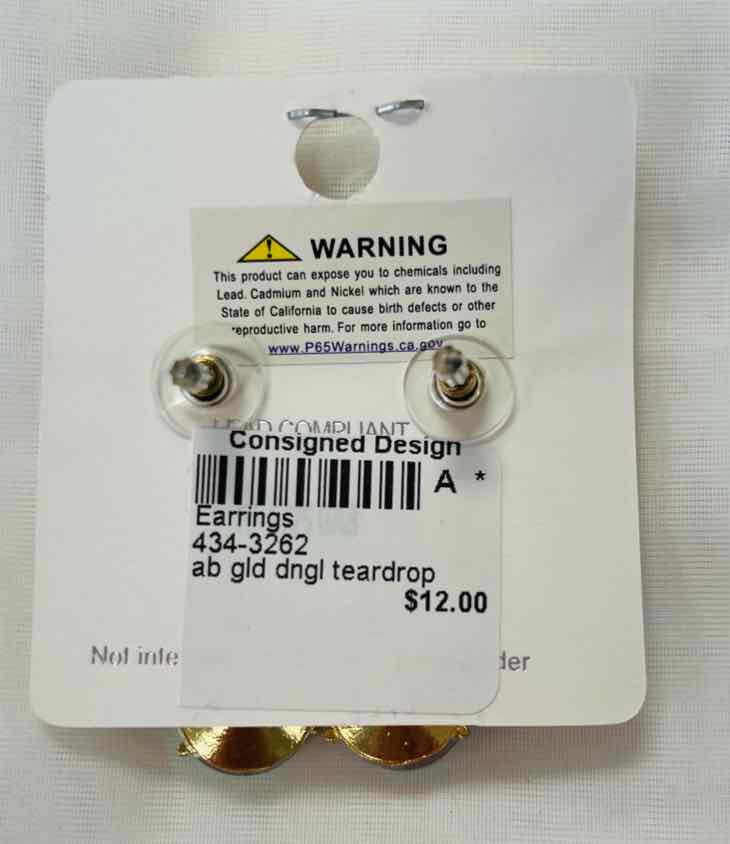 WARNING
This product can expose you to chemicals including
Lead. Cadmium and Nickel which are known to the
State of California to cause birth defects or other
reproductive harm. For more information go to
www.P65Warnings.ca.gov
LEAD COMPLIANT
Consigned Design
A *
Earrings
434-3262
ab gld dngl teardrop
$12.00
Not inte
der